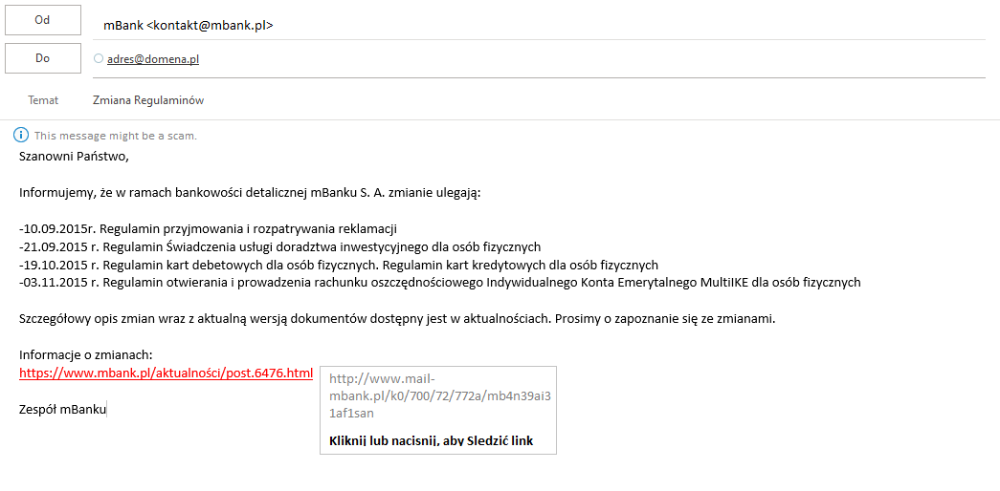 Od
mBank <kontakt@mbank.pl>
Do
adres@domena.pl
Temat
Zmiana Regulaminów
This message might be a scam.
Szanowni Państwo,
Informujemy, że w ramach bankowości detalicznej mBanku S. A. zmianie ulegają:
-10.09.2015r. Regulamin przyjmowania i rozpatrywania reklamacji
-21.09.2015 r. Regulamin Świadczenia usługi doradztwa inwestycyjnego dla osób fizycznych
-19.10.2015 r. Regulamin kart debetowych dla osób fizycznych. Regulamin kart kredytowych dla osób fizycznych
-03.11.2015 r. Regulamin otwierania i prowadzenia rachunku oszczędnościowego Indywidualnego Konta Emerytalnego MultiIKE dla osób fizycznych
Szczegółowy opis zmian wraz z aktualną wersją dokumentów dostępny jest w aktualnościach. Prosimy o zapoznanie się ze zmianami.
Informacje o zmianach:
https://www.mbank.pl/aktualności/post.6476.html
http://www.mail-
mbank.pl/k0/700/72/772a/mb4n39ai3
1af1san
Kliknij lub nacisnij, aby Sledzić link
Zespół mBanku